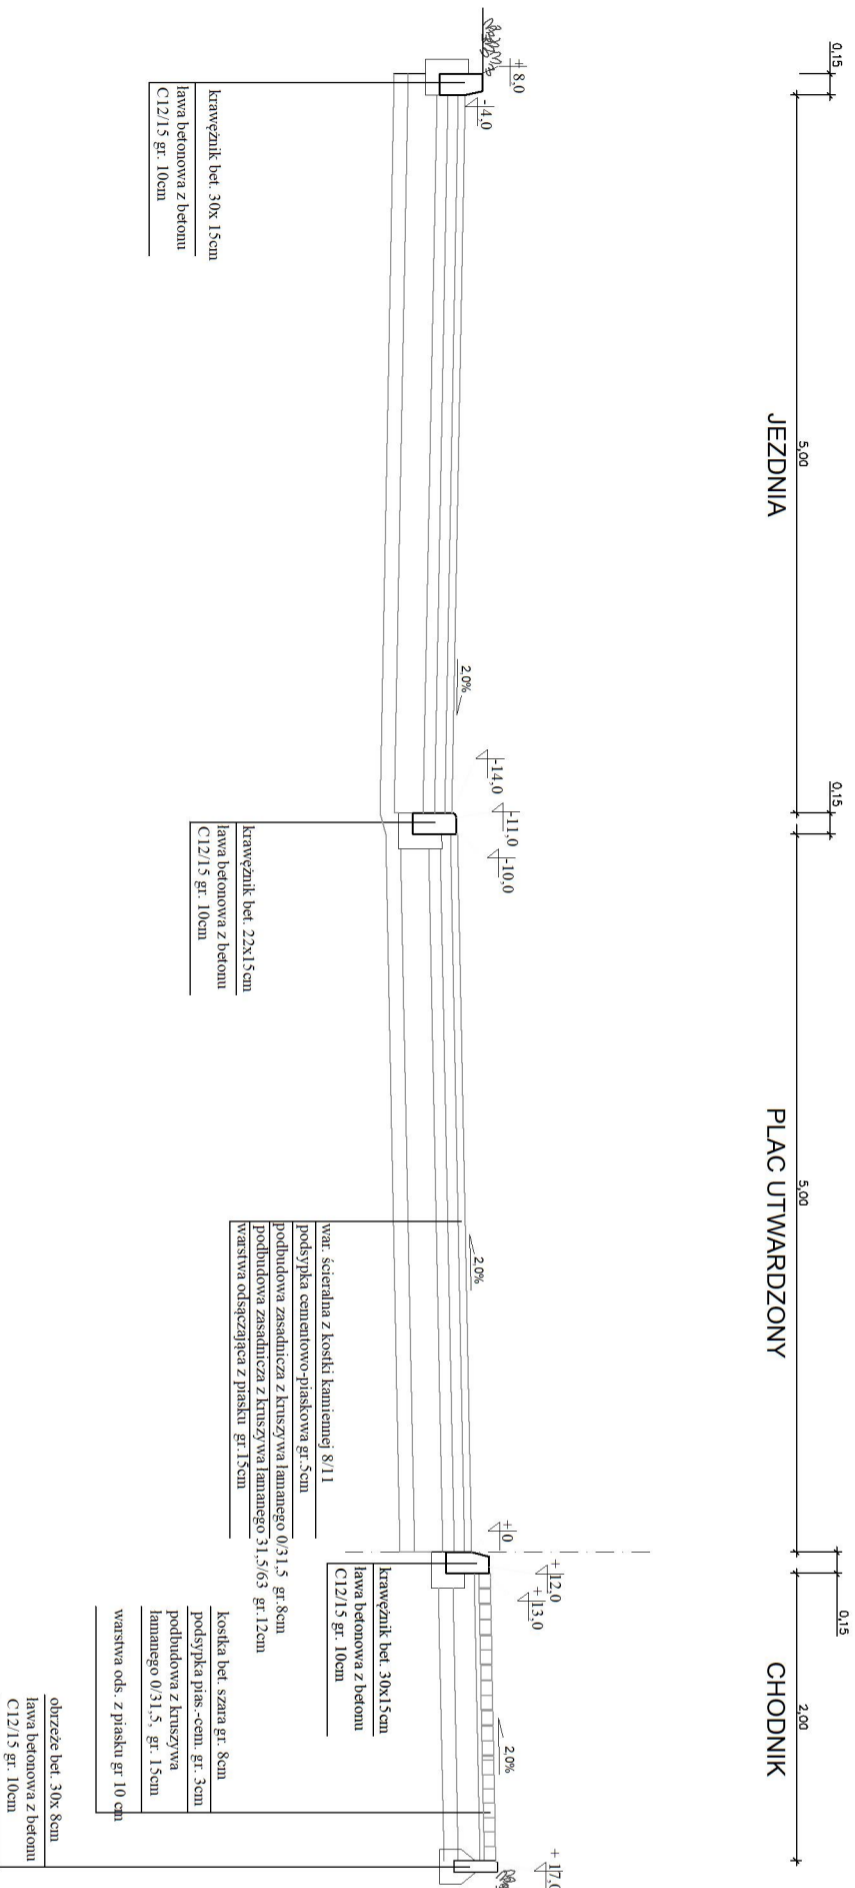 0,15
5,00
0,15
5,00
0,15
2,00
JEZDNIA
PLAC UTWARDZONY
CHODNIK
+ 8,0
-4,0
2,0%
-14,0
-11,0
-10,0
2,0%
+0
+ 12,0
+ 13,0
2,0%
+ 17,0
krawężnik bet. 30x 15cm
ława betonowa z betonu
C12/15 gr. 10cm
krawężnik bet. 22x15cm
ława betonowa z betonu
C12/15 gr. 10cm
war. ścieralna z kostki kamiennej 8/11
podsypka cementowo-piaskowa gr.5cm
podbudowa zasadnicza z kruszywa łamanego 0/31,5 gr.8cm
podbudowa zasadnicza z kruszywa łamanego 31,5/63 gr.12cm
warstwa odsączająca z piasku gr.15cm
krawężnik bet. 30x15cm
ława betonowa z betonu
C12/15 gr. 10cm
kostka bet. szara gr. 8cm
podsypka pias.-cem. gr. 3cm
podbudowa z kruszywa
łamanego 0/31,5, gr. 15cm
warstwa ods. z piasku gr 10 cm
obrzeże bet. 30x 8cm
ława betonowa z betonu
C12/15 gr. 10cm